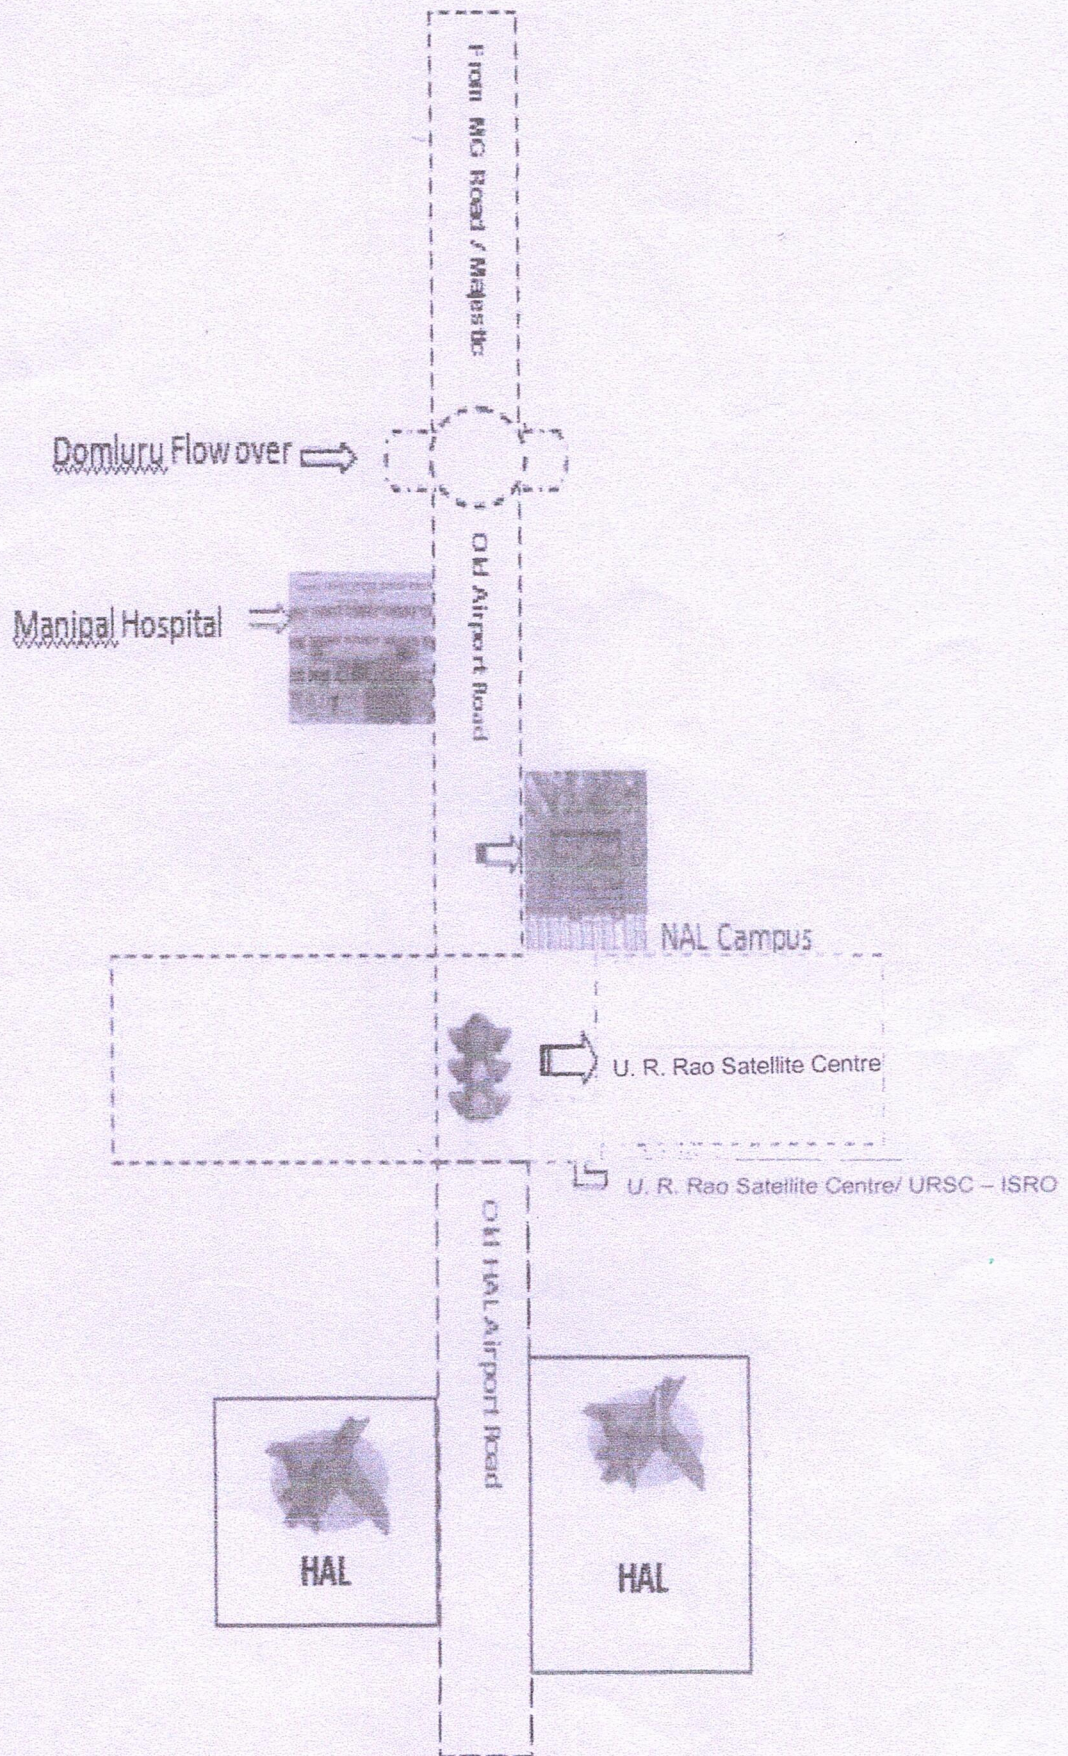 From MG Road / Majestic
Domluru Flow over
Old Airport Road
Manipal Hospital
NAL Campus
U. R. Rao Satellite Centre
U. R. Rao Satellite Centre/ URSC – ISRO
Old HAL Airport Road
HAL
HAL